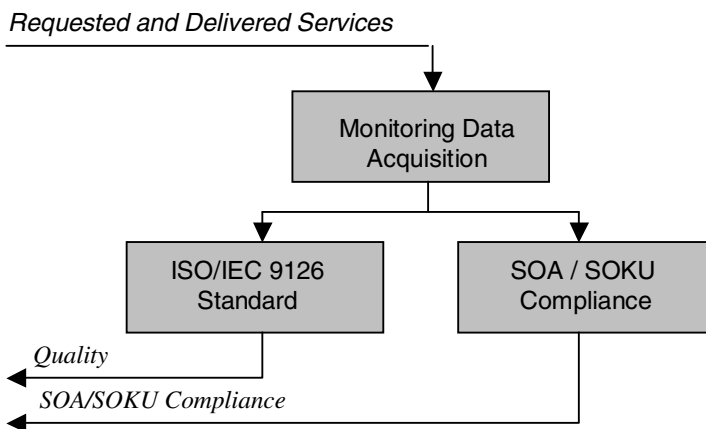 Requested and Delivered Services
Monitoring Data
Acquisition
ISO/IEC 9126
Standard
SOA / SOKU
Compliance
Quality
SOA/SOKU Compliance